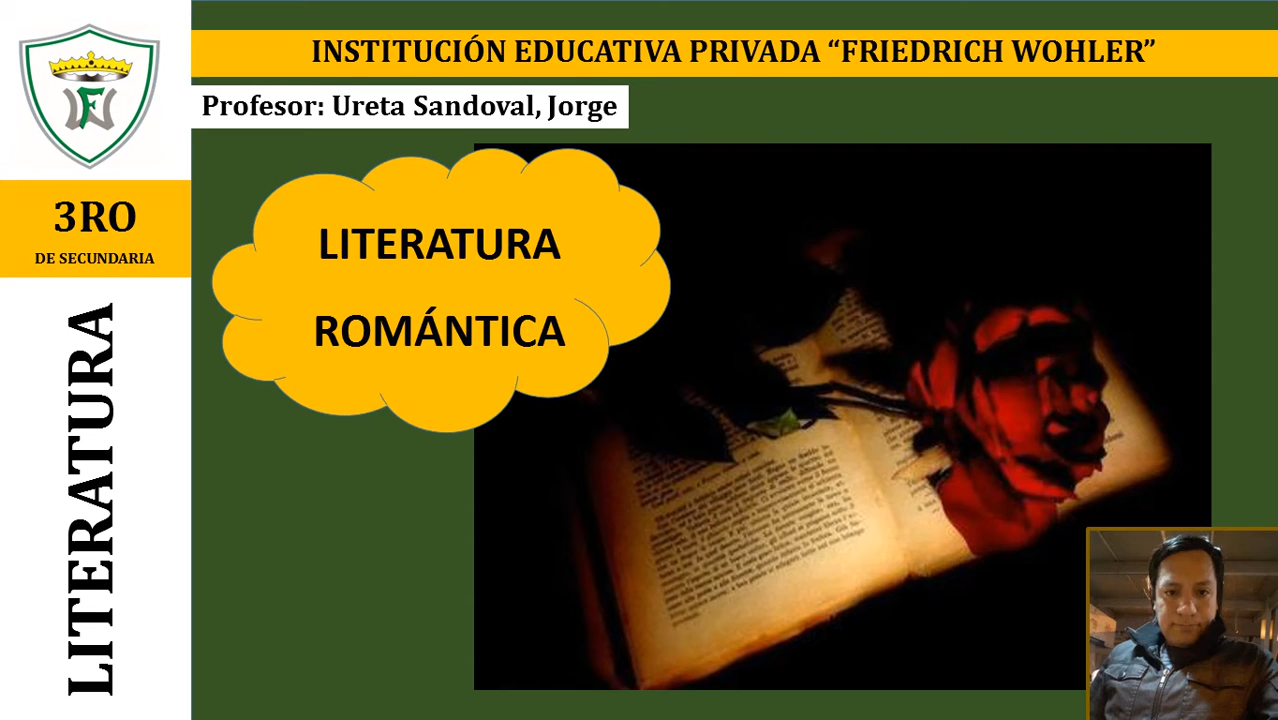 INSTITUCIÓN EDUCATIVA PRIVADA “FRIEDRICH WOHLER”
Profesor: Ureta Sandoval, Jorge
3RO
DE SECUNDARIA
LITERATURA
LITERATURA
ROMÁNTICA